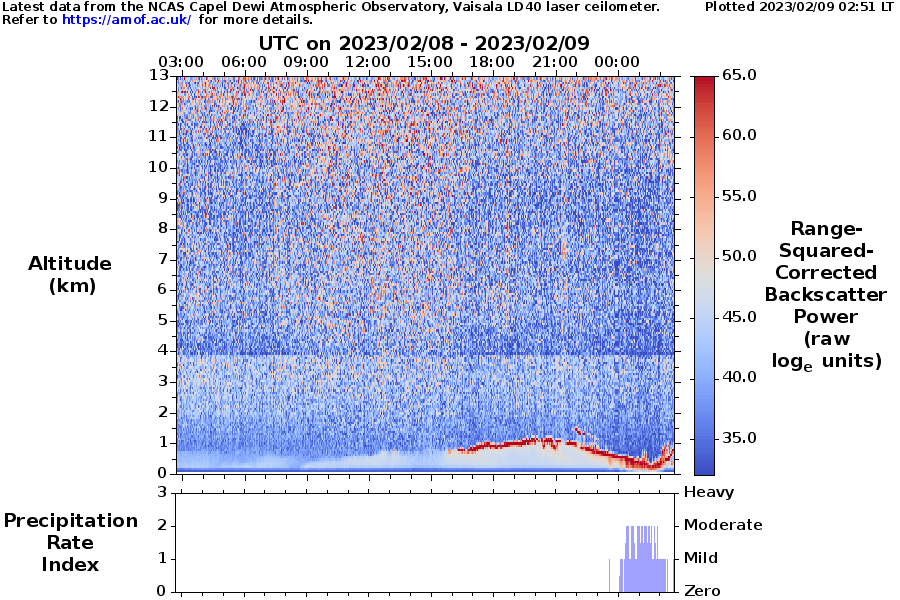 Latest data from the NCAS Capel Dewi Atmospheric Observatory, Vaisala LD40 laser ceilometer.
Plotted 2023/02/09 02:51 LT
Refer to https://amof.ac.uk/ for more details.
UTC on 2023/02/08 - 2023/02/09
03:00 06:00 09:00 12:00 15:00 18:00 21:00 00:00
13
12
11
10
9
8
7
6
5
4
3
2
1
0
Altitude
(km)
65.0
60.0
55.0
50.0
45.0
40.0
35.0
Range-
Squared-
Corrected
Backscatter
Power
(raw
loge units)
3
2
1
0
Precipitation
Rate
Index
Heavy
Moderate
Mild
Zero